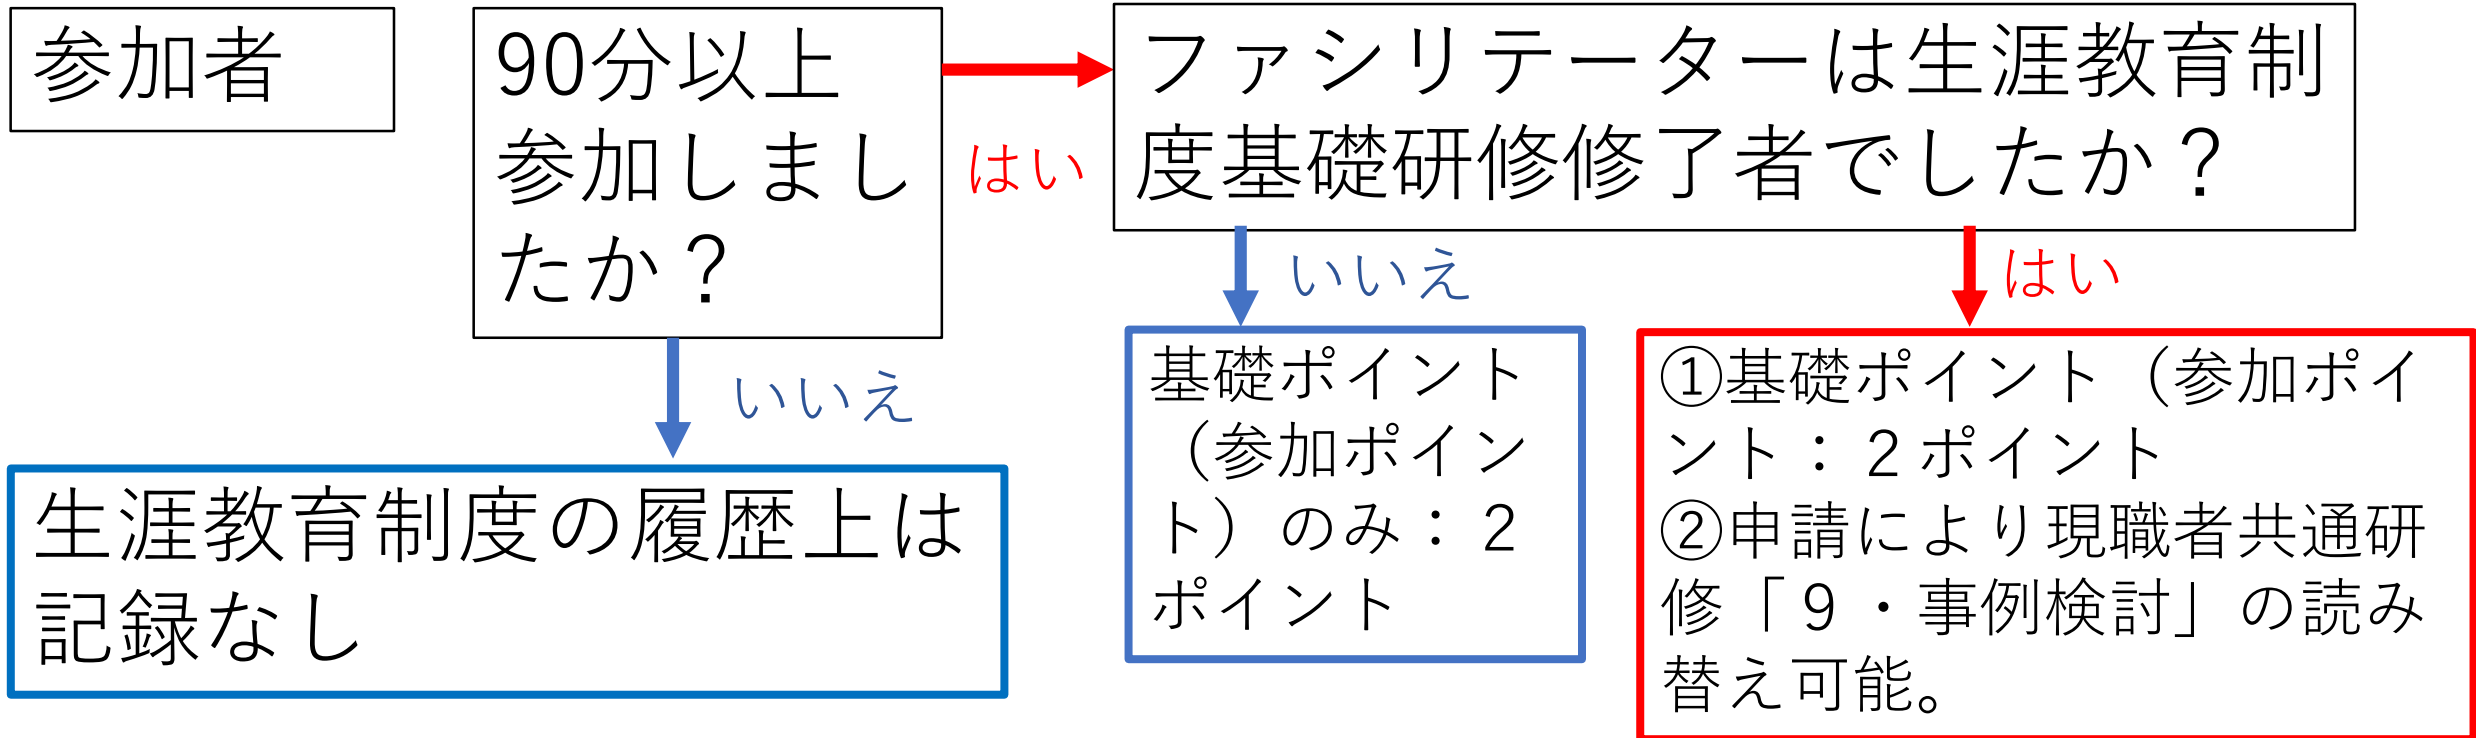 参加者
90分以上
参加しまし
たか？
はい
ファシリテーターは生涯教育制
度基礎研修修了者でしたか？
いいえ
はい
いいえ
生涯教育制度の履歴上は
記録なし
基礎ポイント
（参加ポイン
ト）のみ：２
ポイント
①基礎ポイント（参加ポイ
ント：２ポイント
②申請により現職者共通研
修「９・事例検討」の読み
替え可能。